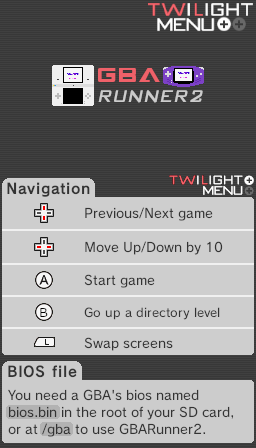 TWiLIGHT
MENU++
GBA
RUNNER2
Navigation
TWiLIGHT
MENU++
Previous/Next game
Move Up/Down by 10
A Start game
B Go up a directory level
L Swap screens
BIOS file
You need a GBA's bios named
bios.bin in the root of your SD card,
or at /gba to use GBARunner2.